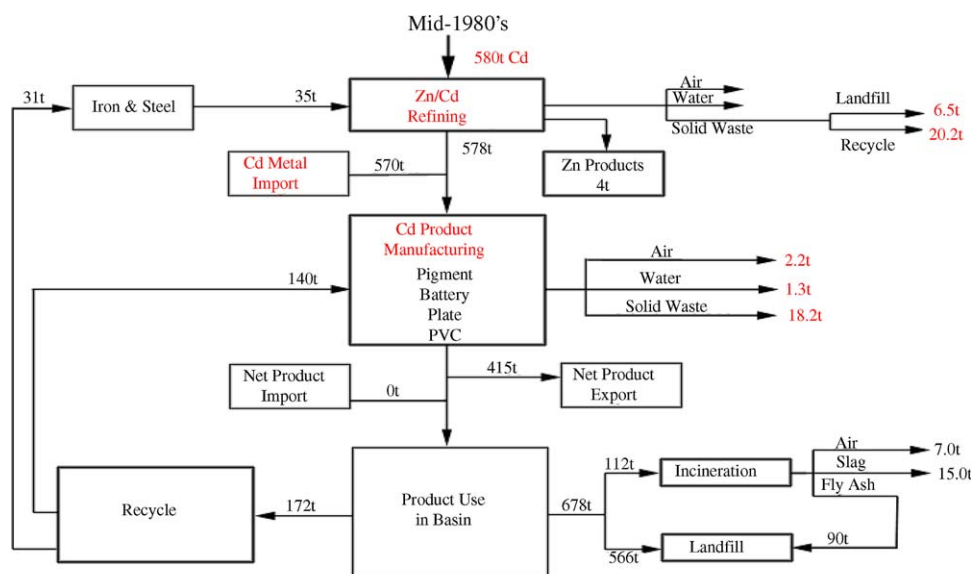 Mid-1980's
580t Cd
31t
Iron & Steel
35t
Zn/Cd
Refining
Air
Water
Solid Waste
Landfill
6.5t
20.2t
Recycle
578t
Cd Metal
Import
570t
Zn Products
4t
Cd Product
Manufacturing
Pigment
Battery
Plate
PVC
140t
Air
2.2t
Water
1.3t
Solid Waste
18.2t
Net Product
Import
0t
415t
Net Product
Export
Recycle
172t
Product Use
in Basin
678t
112t
Incineration
Air
7.0t
Slag
15.0t
Fly Ash
566t
Landfill
90t